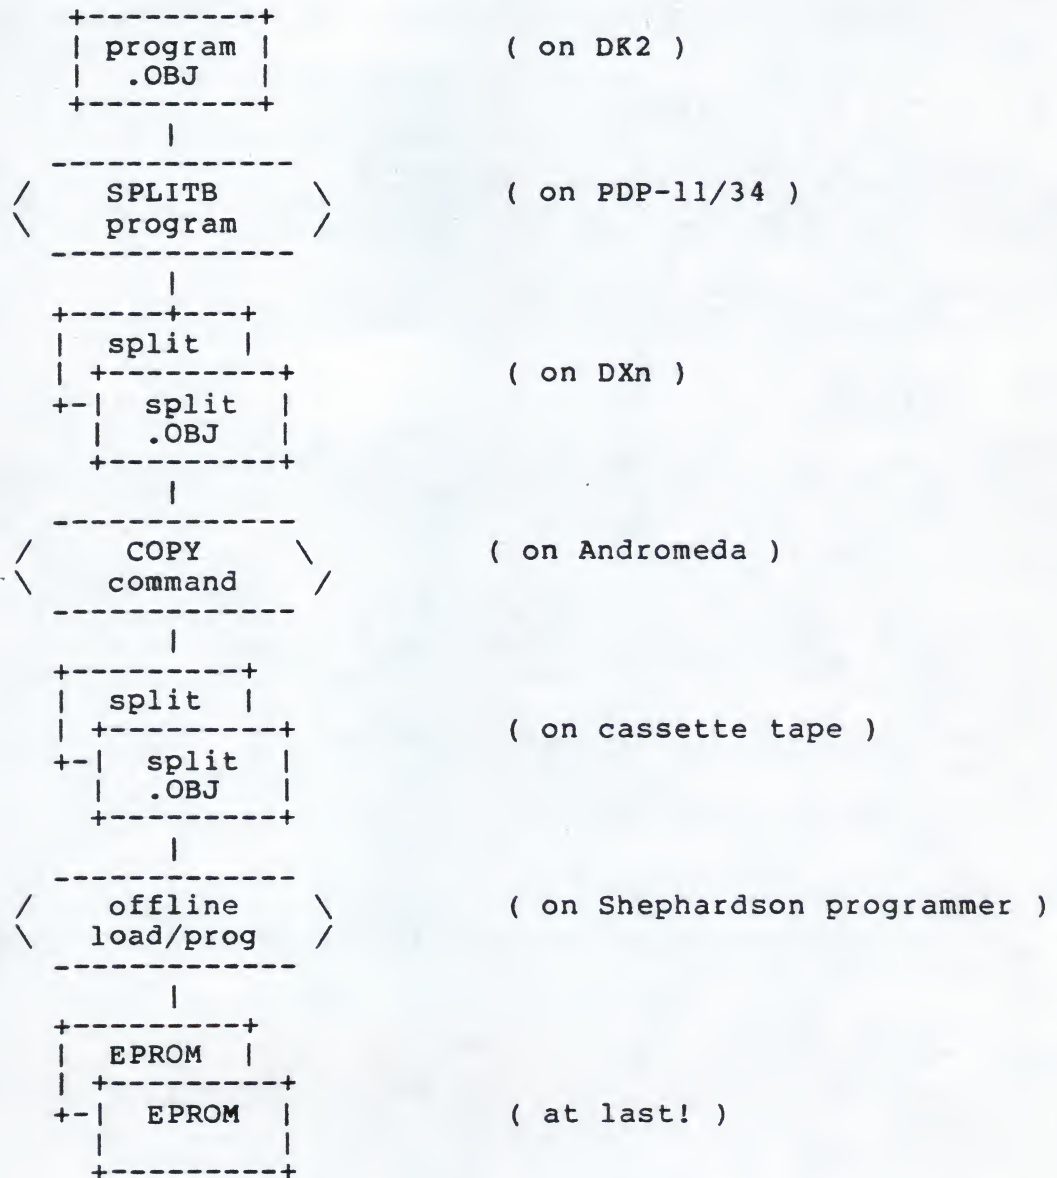 program ( on DK2 )
.OBJ
SPLITB ( on PDP-11/34 )
program
split
( on DXn )
split
.OBJ
COPY ( on Andromeda )
command
split
( on cassette tape )
split
.OBJ
offline ( on Shephardson programmer )
load/prog
EPROM
EPROM ( at last! )